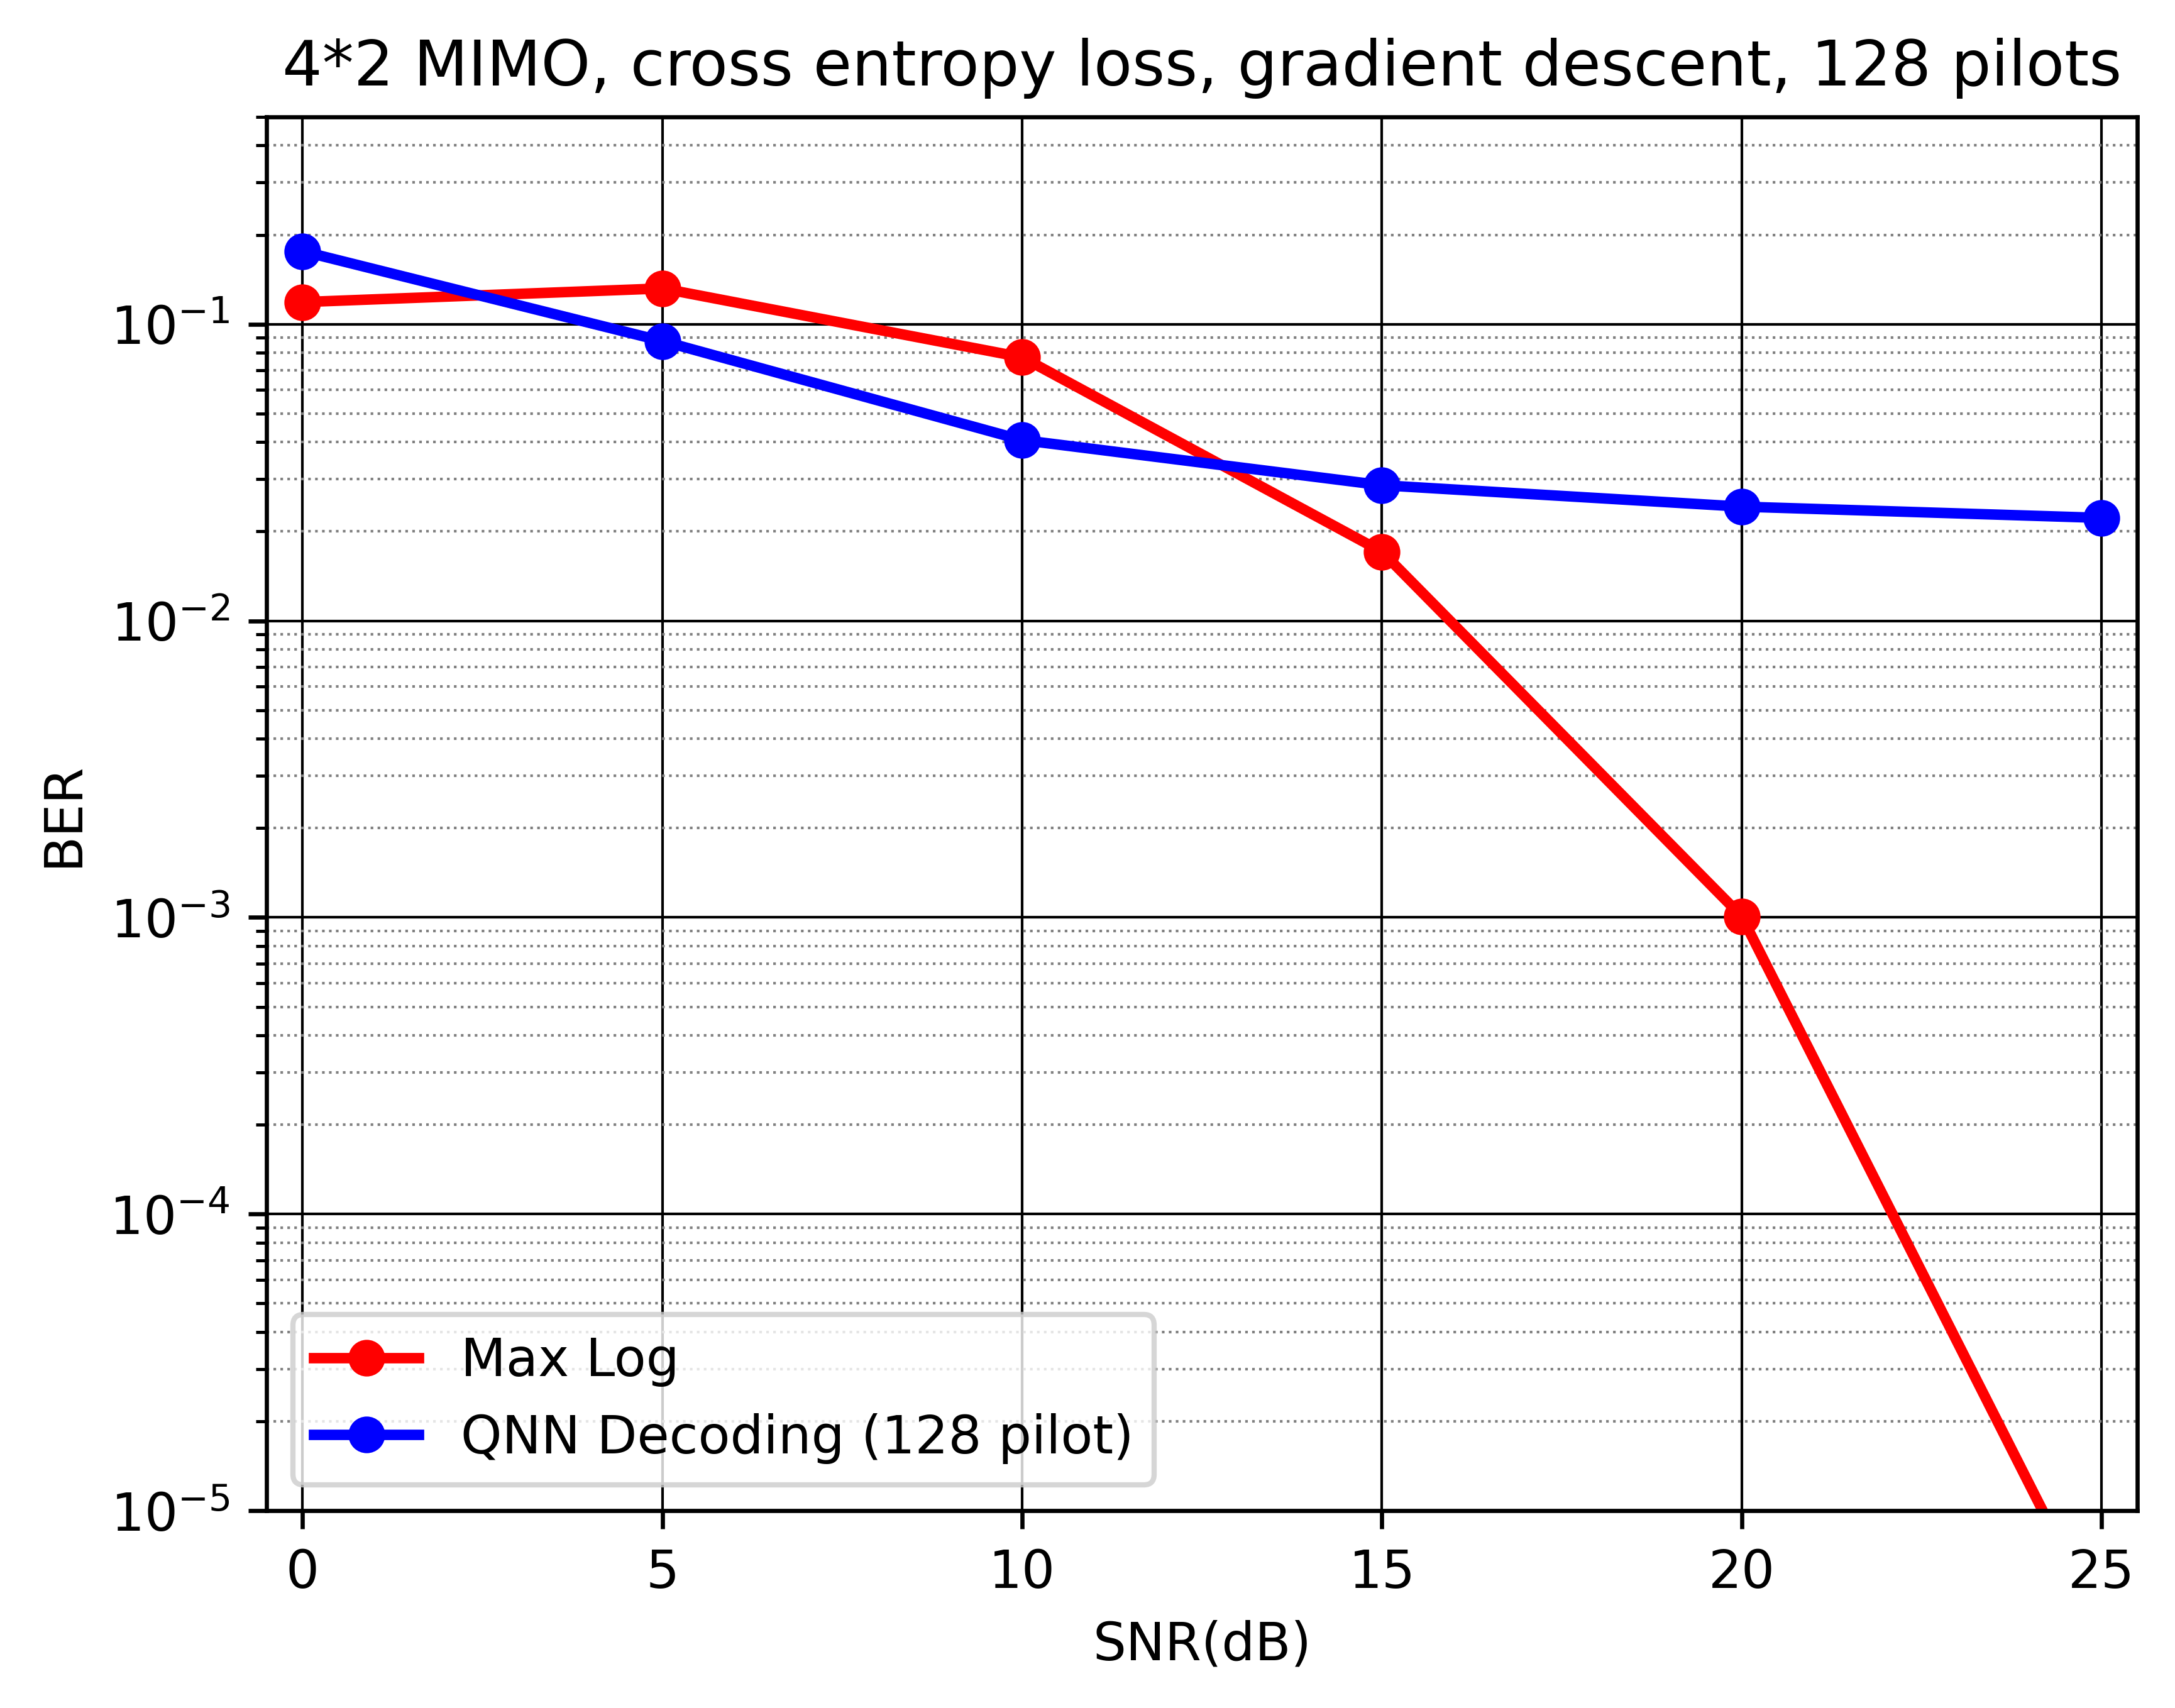 4*2 MIMO, cross entropy loss, gradient descent, 128 pilots
10⁻¹
10⁻²
10⁻³
10⁻⁴
10⁻⁵
BER
Max Log
QNN Decoding (128 pilot)
0 5 10 15 20 25
SNR(dB)